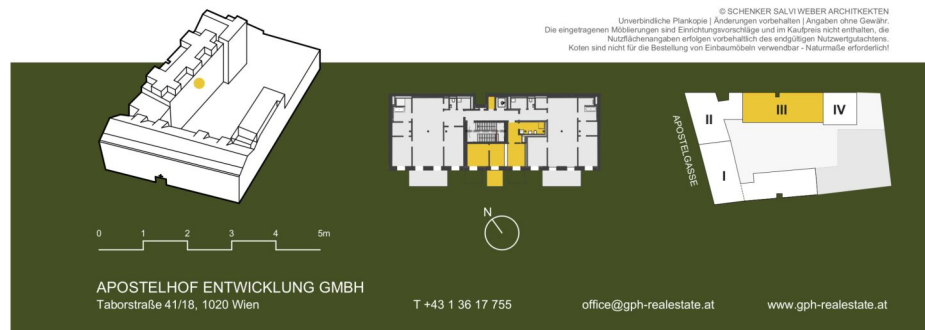 © SCHENKER SALVI WEBER ARCHITKEKTEN
Unverbindliche Plankopie | Änderungen vorbehalten | Angaben ohne Gewähr.
Die eingetragenen Möblierungen sind Einrichtungsvorschläge und im Kaufpreis nicht enthalten, die
Nutzflächenangaben erfolgen vorbehaltlich des endgültigen Nutzwertgutachtens.
Koten sind nicht für die Bestellung von Einbaumöbeln verwendbar - Naturmaße erforderlich!
APOSTELGASSE
II
III
IV
I
N
0 1 2 3 4 5m
APOSTELHOF ENTWICKLUNG GMBH
Taborstraße 41/18, 1020 Wien T +43 1 36 17 755 office@gph-realestate.at www.gph-realestate.at